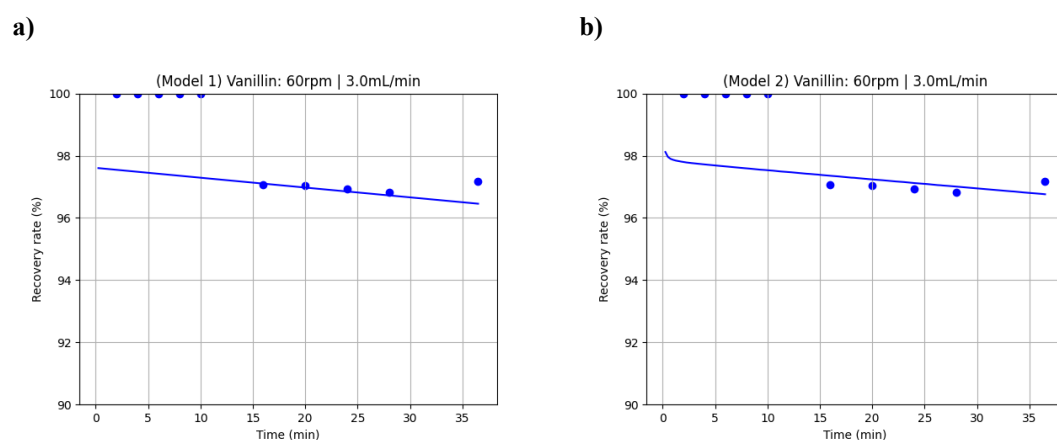 a)
b)
(Model 1) Vanillin: 60rpm | 3.0mL/min
100
98
96
94
92
90
Recovery rate (%)
0 5 10 15 20 25 30 35
Time (min)
(Model 2) Vanillin: 60rpm | 3.0mL/min
100
98
96
94
92
90
Recovery rate (%)
0 5 10 15 20 25 30 35
Time (min)